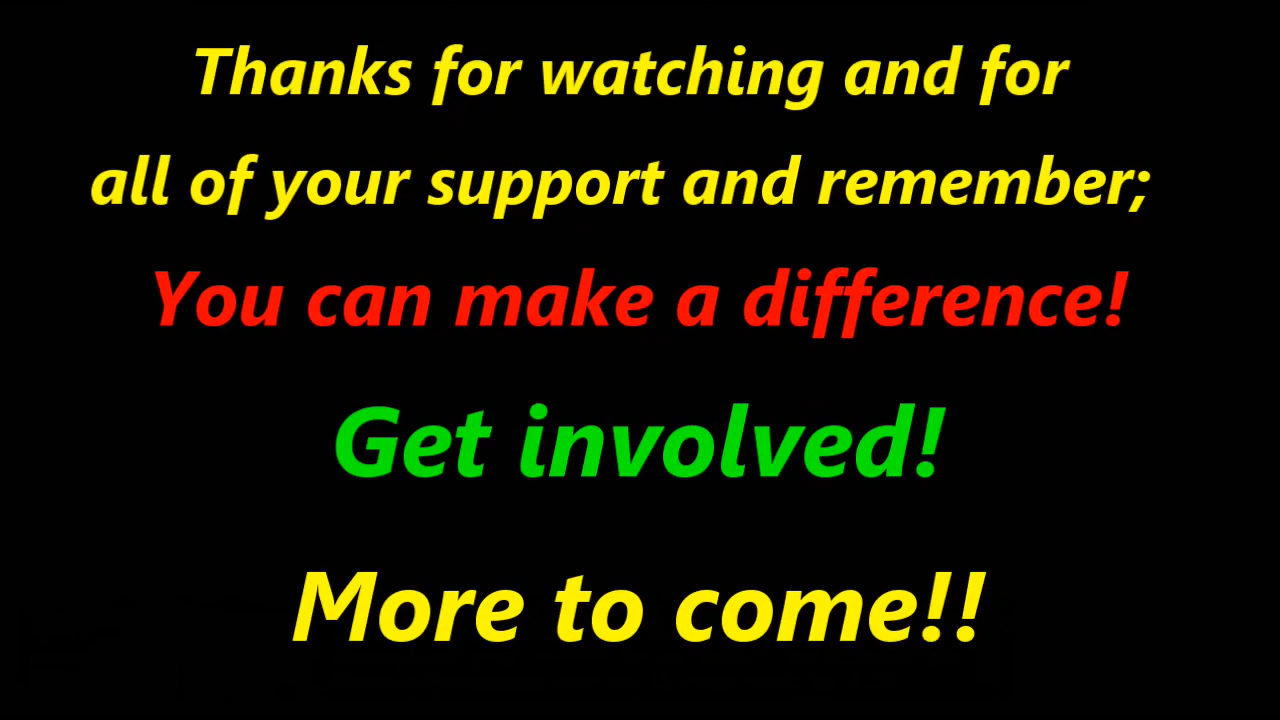 Thanks for watching and for
all of your support and remember;
You can make a difference!
Get involved!
More to come!!